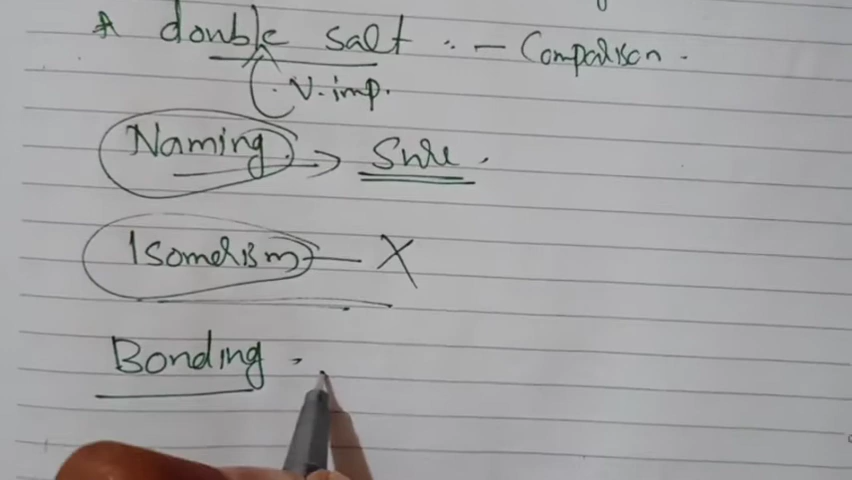 * double salt :- Comparison.
V.imp.
Naming → Sure.
Isomerism - X
Bonding -